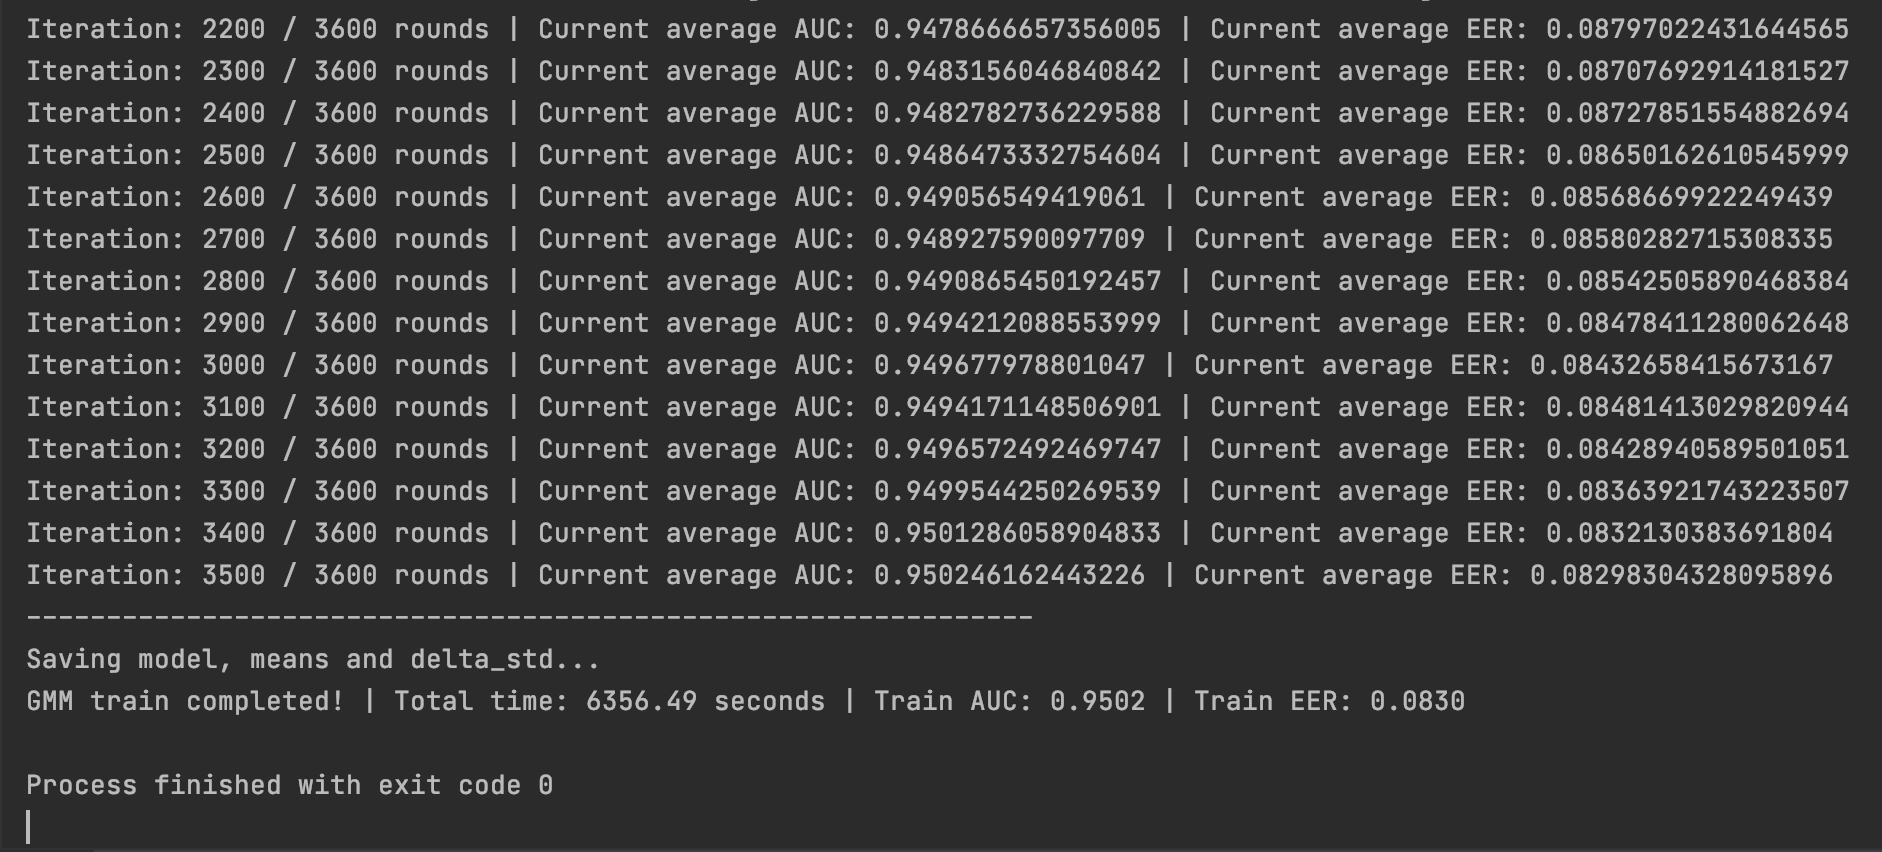 Iteration: 2200 / 3600 rounds | Current average AUC: 0.9478666657356005 | Current average EER: 0.08797022431644565
Iteration: 2300 / 3600 rounds | Current average AUC: 0.9483156046840842 | Current average EER: 0.08707692914181527
Iteration: 2400 / 3600 rounds | Current average AUC: 0.9482782736229588 | Current average EER: 0.08727851554882694
Iteration: 2500 / 3600 rounds | Current average AUC: 0.9486473332754604 | Current average EER: 0.08650162610545999
Iteration: 2600 / 3600 rounds | Current average AUC: 0.949056549419061 | Current average EER: 0.08568669922249439
Iteration: 2700 / 3600 rounds | Current average AUC: 0.948927590097709 | Current average EER: 0.08580282715308335
Iteration: 2800 / 3600 rounds | Current average AUC: 0.9490865450192457 | Current average EER: 0.08542505890468384
Iteration: 2900 / 3600 rounds | Current average AUC: 0.9494212088553999 | Current average EER: 0.08478411280062648
Iteration: 3000 / 3600 rounds | Current average AUC: 0.949677978801047 | Current average EER: 0.08432658415673167
Iteration: 3100 / 3600 rounds | Current average AUC: 0.9494171148506901 | Current average EER: 0.08481413029820944
Iteration: 3200 / 3600 rounds | Current average AUC: 0.9496572492469747 | Current average EER: 0.08428940589501051
Iteration: 3300 / 3600 rounds | Current average AUC: 0.9499544250269539 | Current average EER: 0.08363921743223507
Iteration: 3400 / 3600 rounds | Current average AUC: 0.9501286058904833 | Current average EER: 0.0832130383691804
Iteration: 3500 / 3600 rounds | Current average AUC: 0.950246162443226 | Current average EER: 0.08298304328095896
---------------------------------------------------------------
Saving model, means and delta_std...
GMM train completed! | Total time: 6356.49 seconds | Train AUC: 0.9502 | Train EER: 0.0830
Process finished with exit code 0